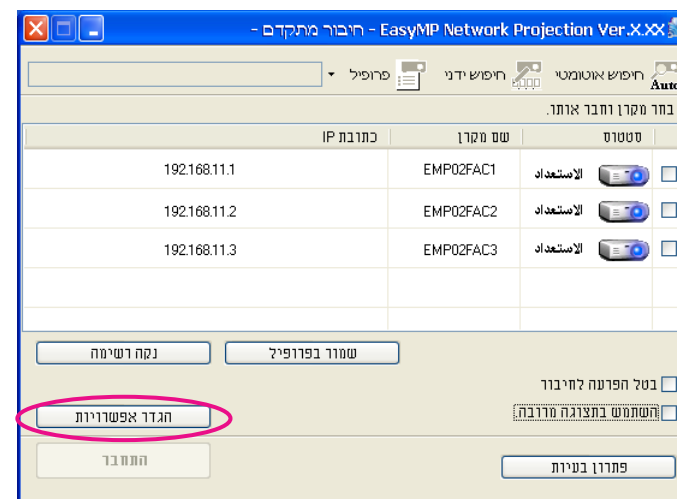 EasyMP Network Projection Ver.X.XX - חיבור מתקדם -
Auto חיפוש אוטומטי חיפוש ידני פרופיל
בחר מקרן וחבר אותו.
סטטוס שם מקרן כתובת IP
الاستعداد EMP02FAC1 192.168.11.1
الاستعداد EMP02FAC2 192.168.11.2
الاستعداد EMP02FAC3 192.168.11.3
שמור בפרופיל נקה רשימה
בטל הפרעה לחיבור
השתמש בתצוגה מרובה.
הגדר אפשרויות
פתרון בעיות התחבר